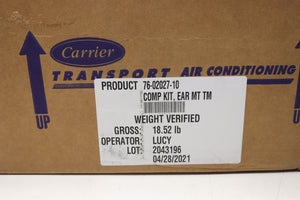 Carrier
TRANSPORT AIR CONDITIONING
UP
UP
PRODUCT 76-02027-10
COMP KIT, EAR MT TM
WEIGHT VERIFIED
GROSS: 18.52 lb
OPERATOR: LUCY
LOT: 2043196
04/28/2021